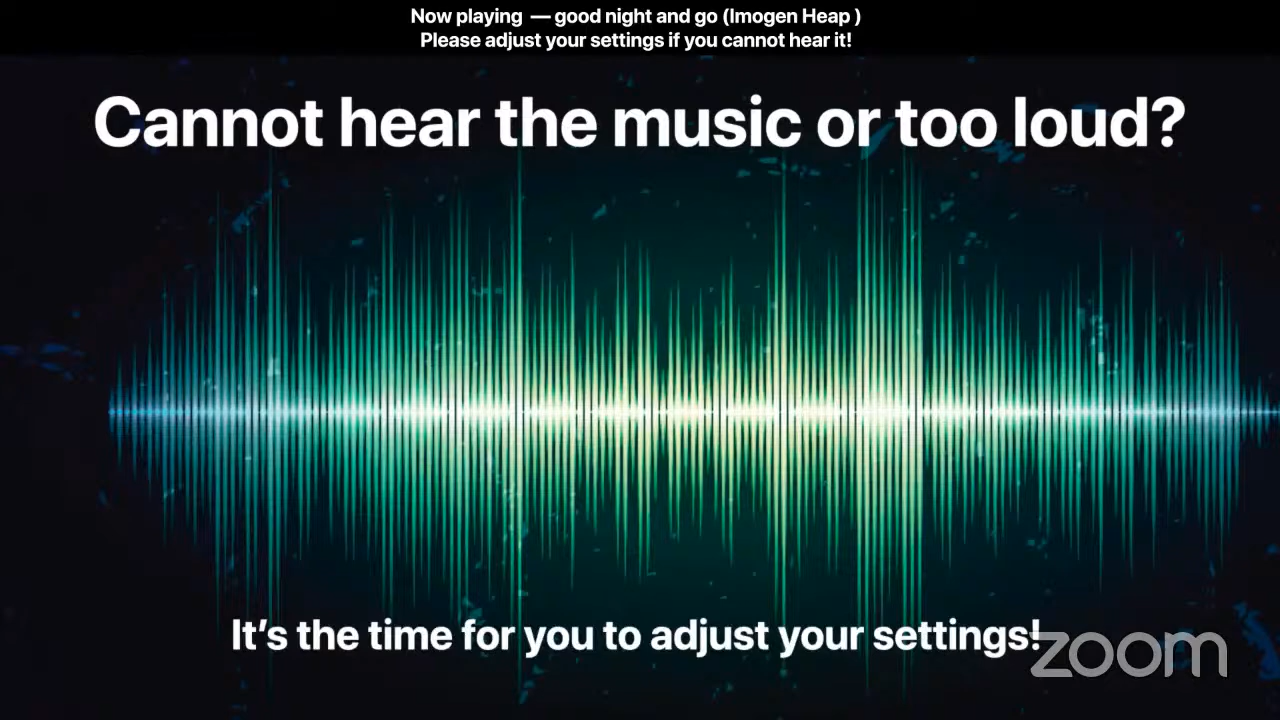 Now playing — good night and go (Imogen Heap )
Please adjust your settings if you cannot hear it!
Cannot hear the music or too loud?
It’s the time for you to adjust your settings!
zoom